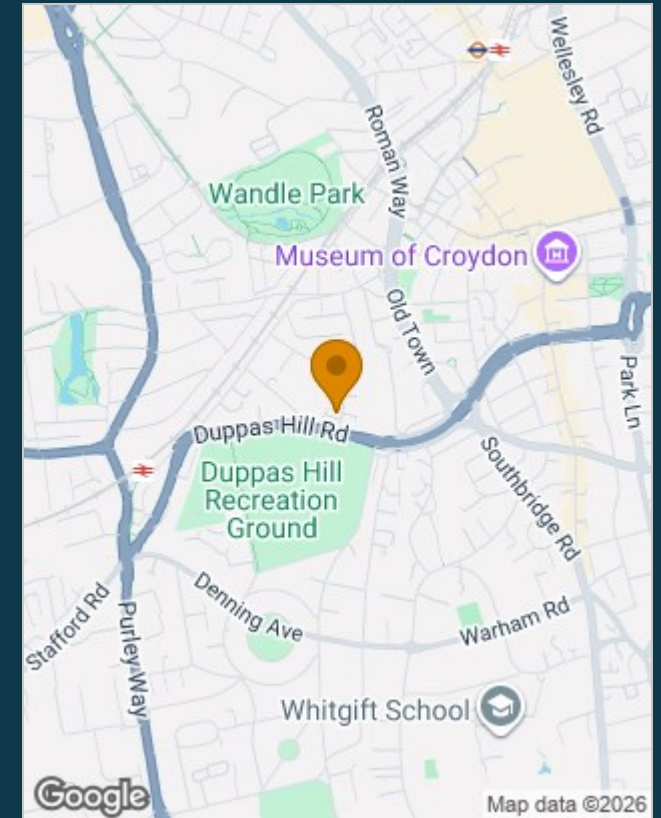 Wellesley Rd
Roman Way
Wandle Park
Museum of Croydon
Old Town
Park Ln
Duppas Hill Rd
Duppas Hill
Recreation
Ground
Southbridge Rd
Denning Ave
Stafford Rd
Warham Rd
Purley Way
Whitgift School
Google
Map data ©2026